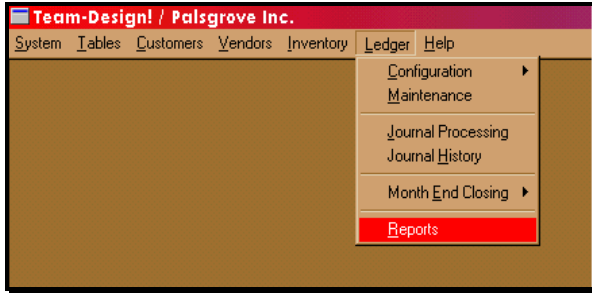 Team-Design! / Palsgrove Inc.
System Tables Customers Vendors Inventory Ledger Help
Configuration
Maintenance
Journal Processing
Journal History
Month End Closing
Reports